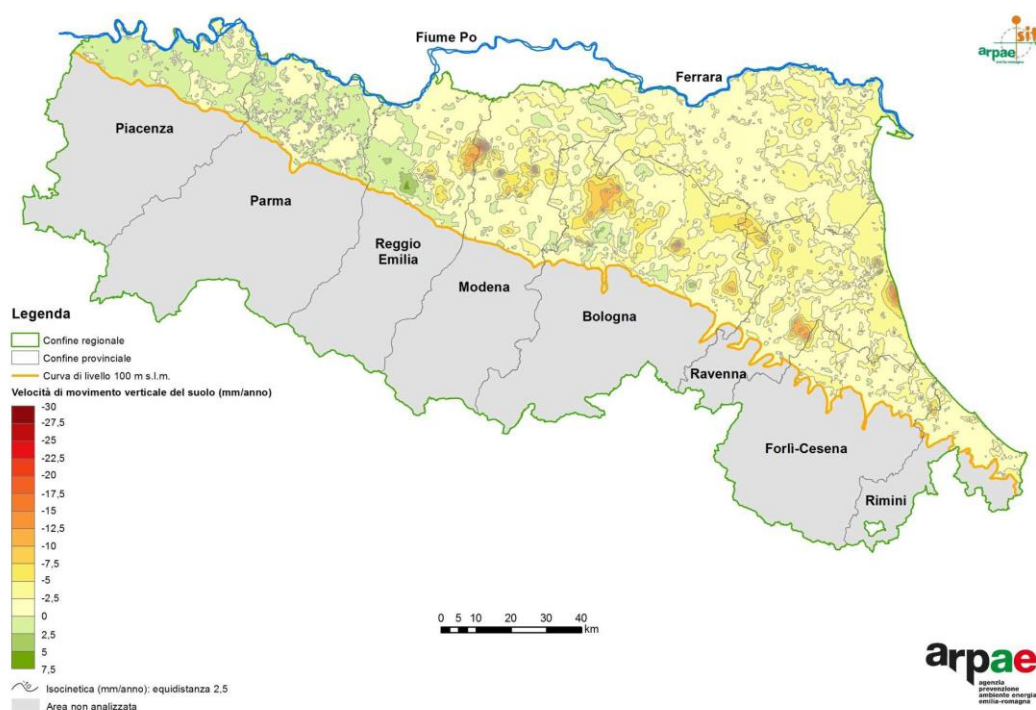 Fiume Po
sit
arpae
emilia-romagna
Ferrara
Piacenza
Parma
Reggio
Emilia
Modena
Bologna
Ravenna
Forlì-Cesena
Rimini
Legenda
Confine regionale
Confine provinciale
Curva di livello 100 m s.l.m.
Velocità di movimento verticale del suolo (mm/anno)
-30
-27,5
-25
-22,5
-20
-17,5
-15
-12,5
-10
-7,5
-5
-2,5
0
2,5
5
7,5
Isocinetica (mm/anno): equidistanza 2,5
Area non analizzata
0 5 10 20 30 40
km
arpae
agenzia
prevenzione
ambiente energia
emilia-romagna